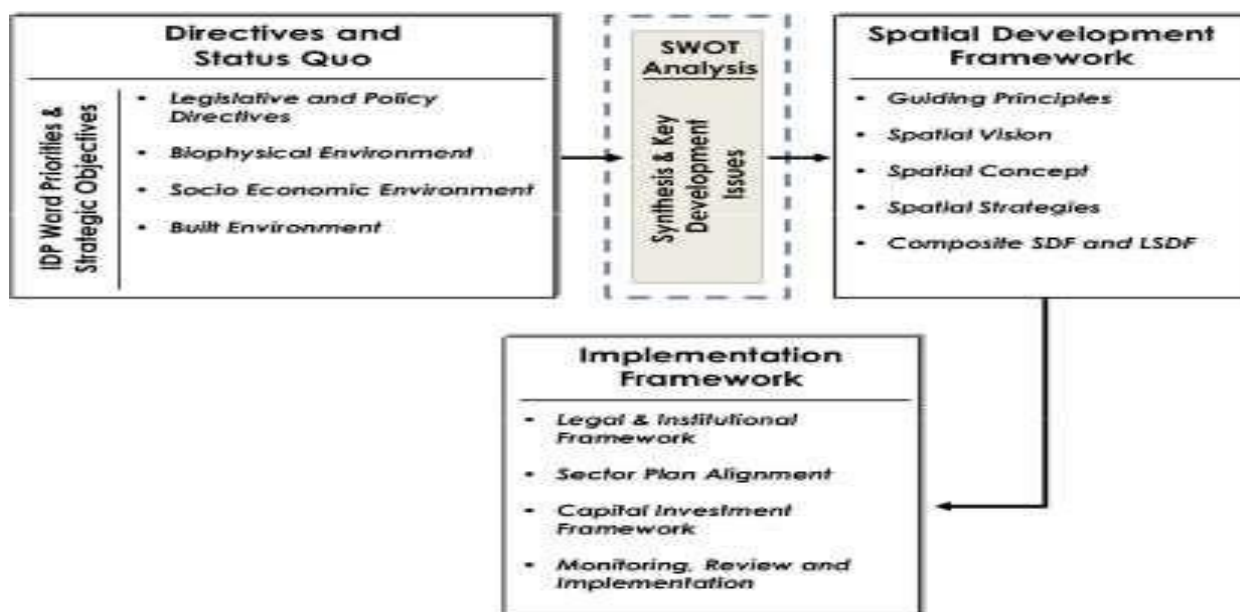 Directives and
Status Quo
IDP Ward Priorities &
Strategic Objectives
• Legislative and Policy
Directives
• Biophysical Environment
• Socio Economic Environment
• Built Environment
SWOT
Analysis
Synthesis & Key
Development
Issues
Spatial Development
Framework
• Guiding Principles
• Spatial Vision
• Spatial Concept
• Spatial Strategies
• Composite SDF and LSDF
Implementation
Framework
• Legal & Institutional
Framework
• Sector Plan Alignment
• Capital Investment
Framework
• Monitoring, Review and
Implementation